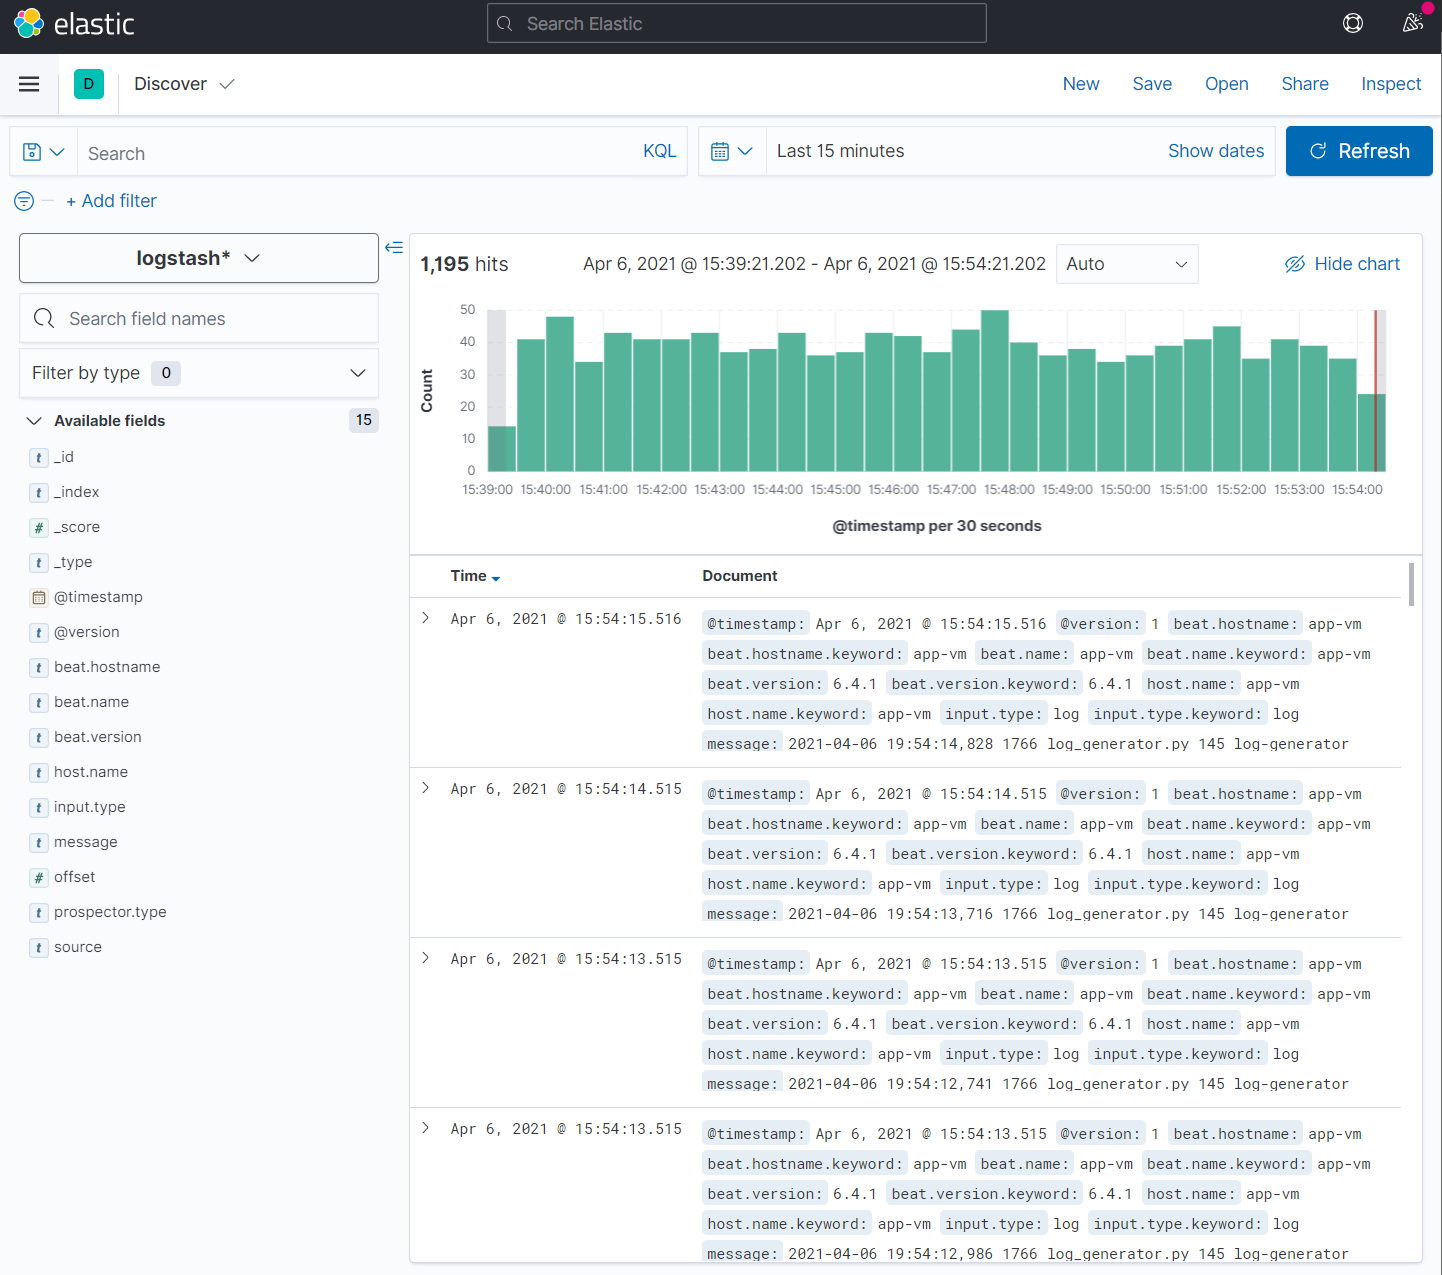 elastic
Search Elastic
D
Discover
New Save Open Share Inspect
Search KQL
Last 15 minutes Show dates
Refresh
+ Add filter
logstash*
Search field names
Filter by type 0
Available fields 15
t _id
t _index
# _score
t _type
@timestamp
t @version
t beat.hostname
t beat.name
t beat.version
t host.name
t input.type
t message
# offset
t prospector.type
t source
1,195 hits
Apr 6, 2021 @ 15:39:21.202 - Apr 6, 2021 @ 15:54:21.202
Auto
Hide chart
Count
50
40
30
20
10
0
15:39:00 15:40:00 15:41:00 15:42:00 15:43:00 15:44:00 15:45:00 15:46:00 15:47:00 15:48:00 15:49:00 15:50:00 15:51:00 15:52:00 15:53:00 15:54:00
@timestamp per 30 seconds
Time Document
Apr 6, 2021 @ 15:54:15.516
@timestamp: Apr 6, 2021 @ 15:54:15.516 @version: 1 beat.hostname: app-vm
beat.hostname.keyword: app-vm beat.name: app-vm beat.name.keyword: app-vm
beat.version: 6.4.1 beat.version.keyword: 6.4.1 host.name: app-vm
host.name.keyword: app-vm input.type: log input.type.keyword: log
message: 2021-04-06 19:54:14,828 1766 log_generator.py 145 log-generator
Apr 6, 2021 @ 15:54:14.515
@timestamp: Apr 6, 2021 @ 15:54:14.515 @version: 1 beat.hostname: app-vm
beat.hostname.keyword: app-vm beat.name: app-vm beat.name.keyword: app-vm
beat.version: 6.4.1 beat.version.keyword: 6.4.1 host.name: app-vm
host.name.keyword: app-vm input.type: log input.type.keyword: log
message: 2021-04-06 19:54:13,716 1766 log_generator.py 145 log-generator
Apr 6, 2021 @ 15:54:13.515
@timestamp: Apr 6, 2021 @ 15:54:13.515 @version: 1 beat.hostname: app-vm
beat.hostname.keyword: app-vm beat.name: app-vm beat.name.keyword: app-vm
beat.version: 6.4.1 beat.version.keyword: 6.4.1 host.name: app-vm
host.name.keyword: app-vm input.type: log input.type.keyword: log
message: 2021-04-06 19:54:12,741 1766 log_generator.py 145 log-generator
Apr 6, 2021 @ 15:54:13.515
@timestamp: Apr 6, 2021 @ 15:54:13.515 @version: 1 beat.hostname: app-vm
beat.hostname.keyword: app-vm beat.name: app-vm beat.name.keyword: app-vm
beat.version: 6.4.1 beat.version.keyword: 6.4.1 host.name: app-vm
host.name.keyword: app-vm input.type: log input.type.keyword: log
message: 2021-04-06 19:54:12,986 1766 log_generator.py 145 log-generator